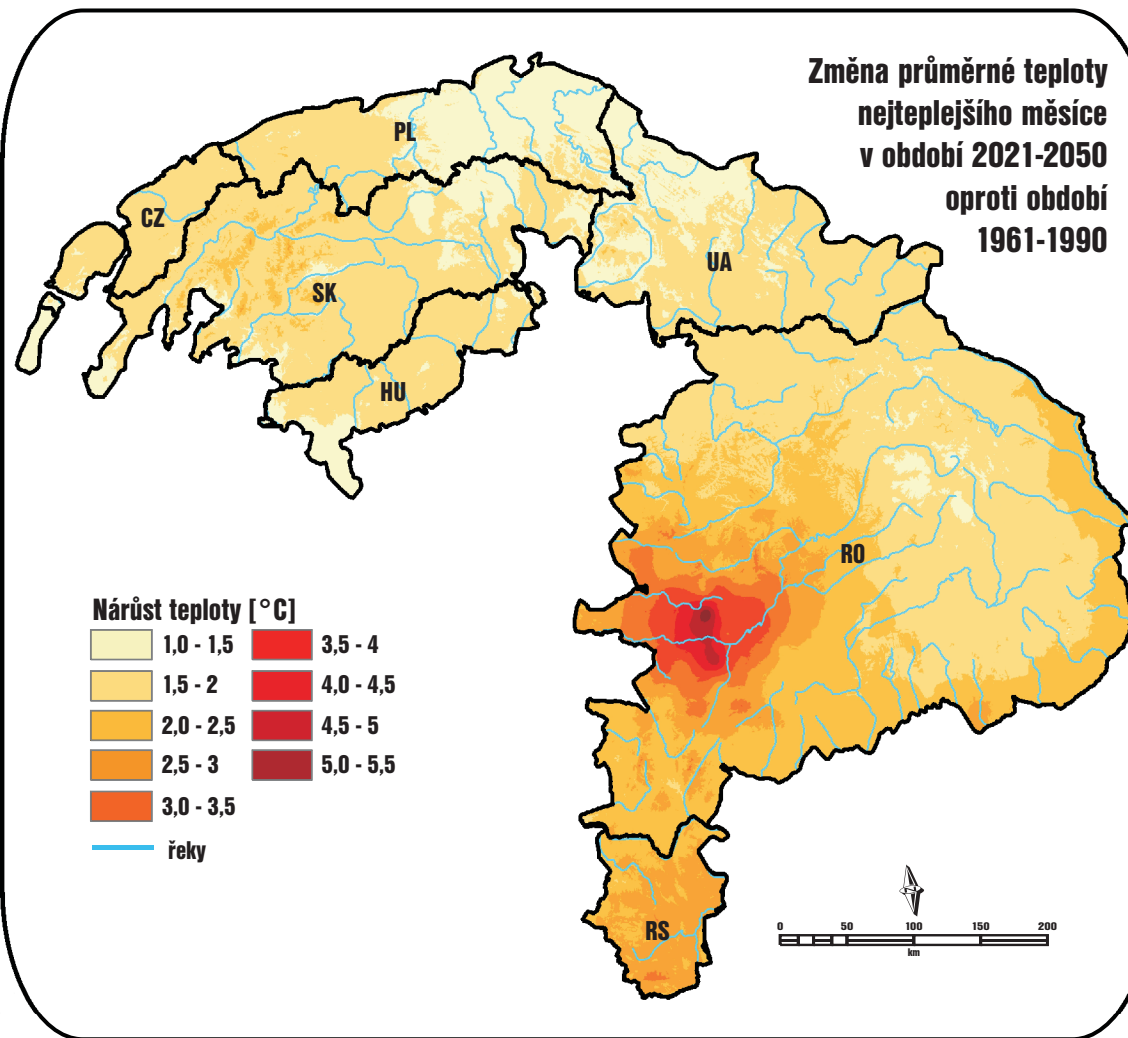 Změna průměrné teploty
nejteplejšího měsíce
v období 2021-2050
oproti období
1961-1990
PL
CZ
SK
UA
HU
RO
RS
Nárůst teploty [°C]
1,0 - 1,5
1,5 - 2
2,0 - 2,5
2,5 - 3
3,0 - 3,5
3,5 - 4
4,0 - 4,5
4,5 - 5
5,0 - 5,5
řeky
0 50 100 150 200
km